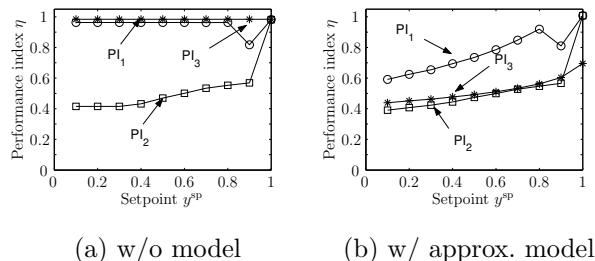 Performance index η
1
0.8
0.6
0.4
0.2
0
PI1
PI3
PI2
0 0.2 0.4 0.6 0.8 1
Setpoint y^sp
(a) w/o model
Performance index η
1
0.8
0.6
0.4
0.2
0
PI1
PI3
PI2
0 0.2 0.4 0.6 0.8 1
Setpoint y^sp
(b) w/ approx. model